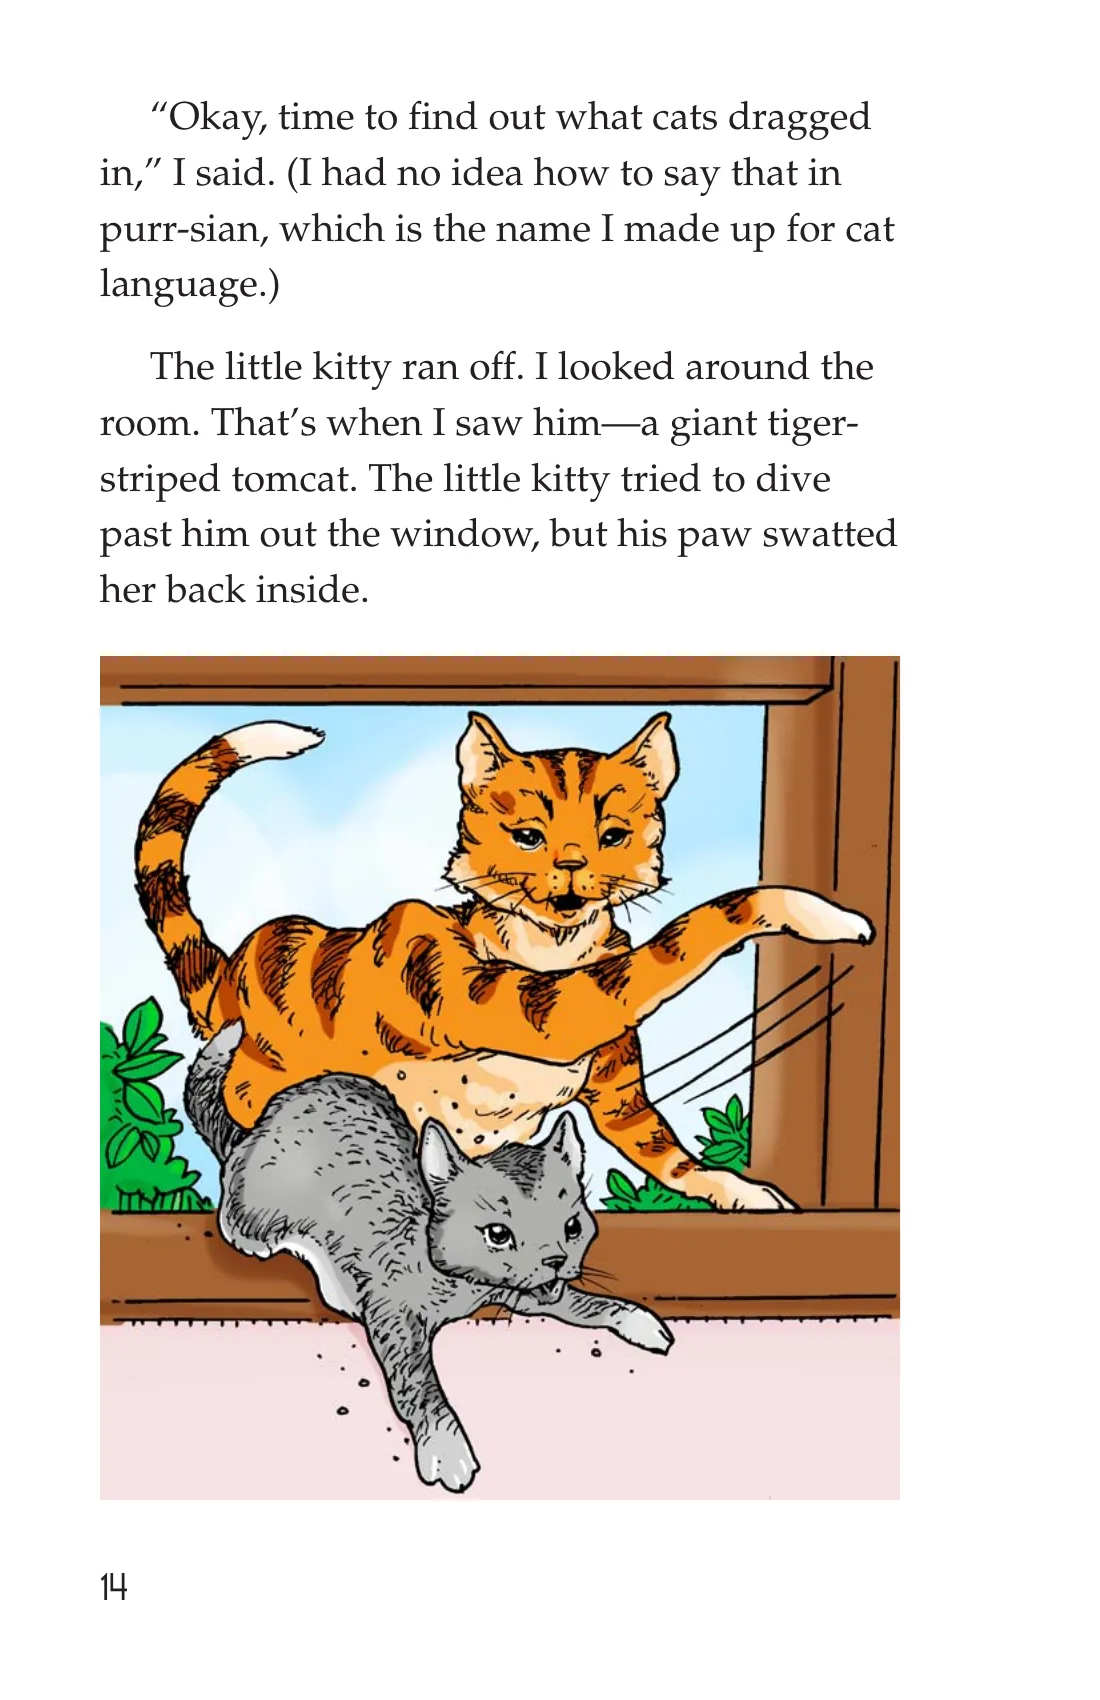 “Okay, time to find out what cats dragged
in,” I said. (I had no idea how to say that in
purr-sian, which is the name I made up for cat
language.)
The little kitty ran off. I looked around the
room. That’s when I saw him—a giant tiger-
striped tomcat. The little kitty tried to dive
past him out the window, but his paw swatted
her back inside.
14